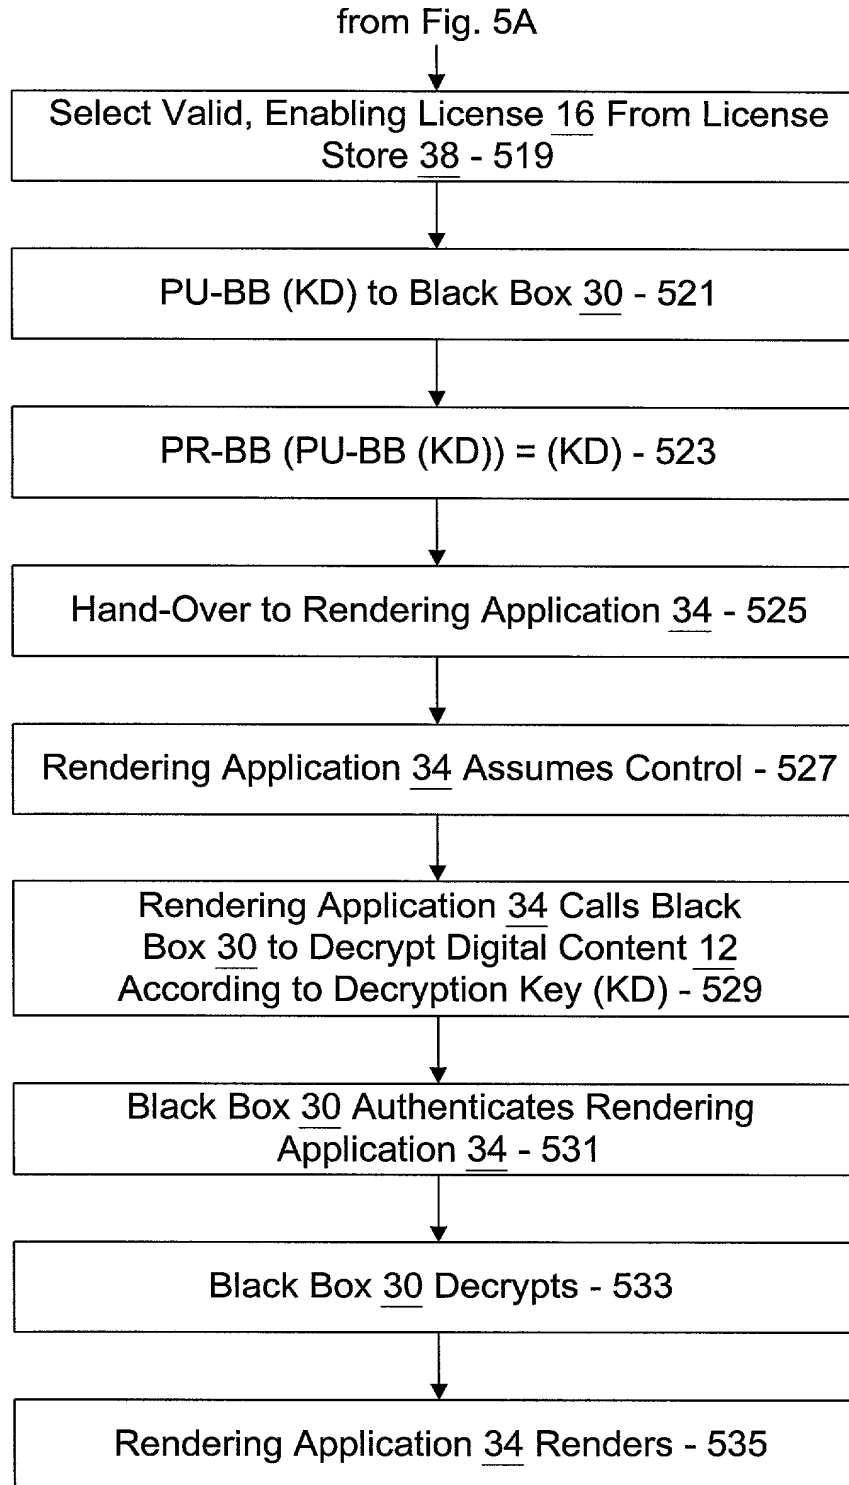 from Fig. 5A
Select Valid, Enabling License 16 From License
Store 38 - 519
PU-BB (KD) to Black Box 30 - 521
PR-BB (PU-BB (KD)) = (KD) - 523
Hand-Over to Rendering Application 34 - 525
Rendering Application 34 Assumes Control - 527
Rendering Application 34 Calls Black
Box 30 to Decrypt Digital Content 12
According to Decryption Key (KD) - 529
Black Box 30 Authenticates Rendering
Application 34 - 531
Black Box 30 Decrypts - 533
Rendering Application 34 Renders - 535